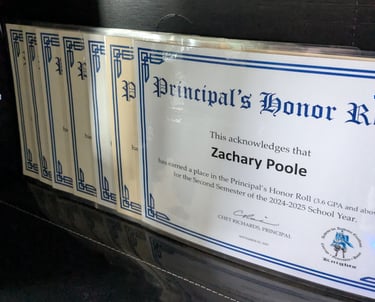 Principal's Honor R
This acknowledges that
Zachary Poole
has earned a place in the Principal's Honor Roll (3.6 GPA and above
for the Second Semester of the 2024-2025 School Year.
CHET RICHARDS, PRINCIPAL
Knights
P